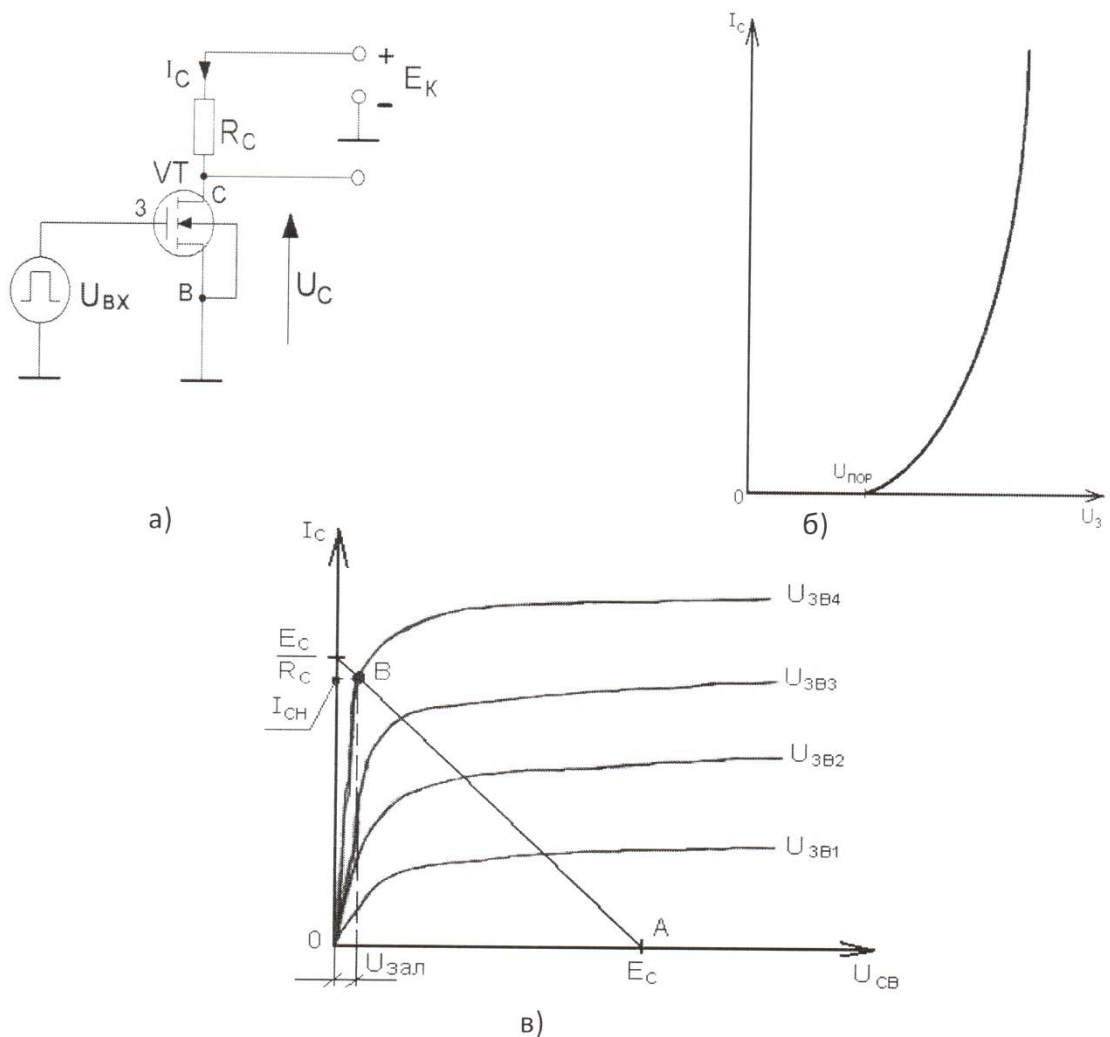 I_C
+
E_K
-
R_C
VT
C
З
U_ВХ
В
U_C
а)
I_C
0
U_ПОР
U_З
б)
I_C
E_C
R_C
I_СН
B
U_ЗВ4
U_ЗВ3
U_ЗВ2
U_ЗВ1
0
U_зал
A
E_C
U_СВ
в)